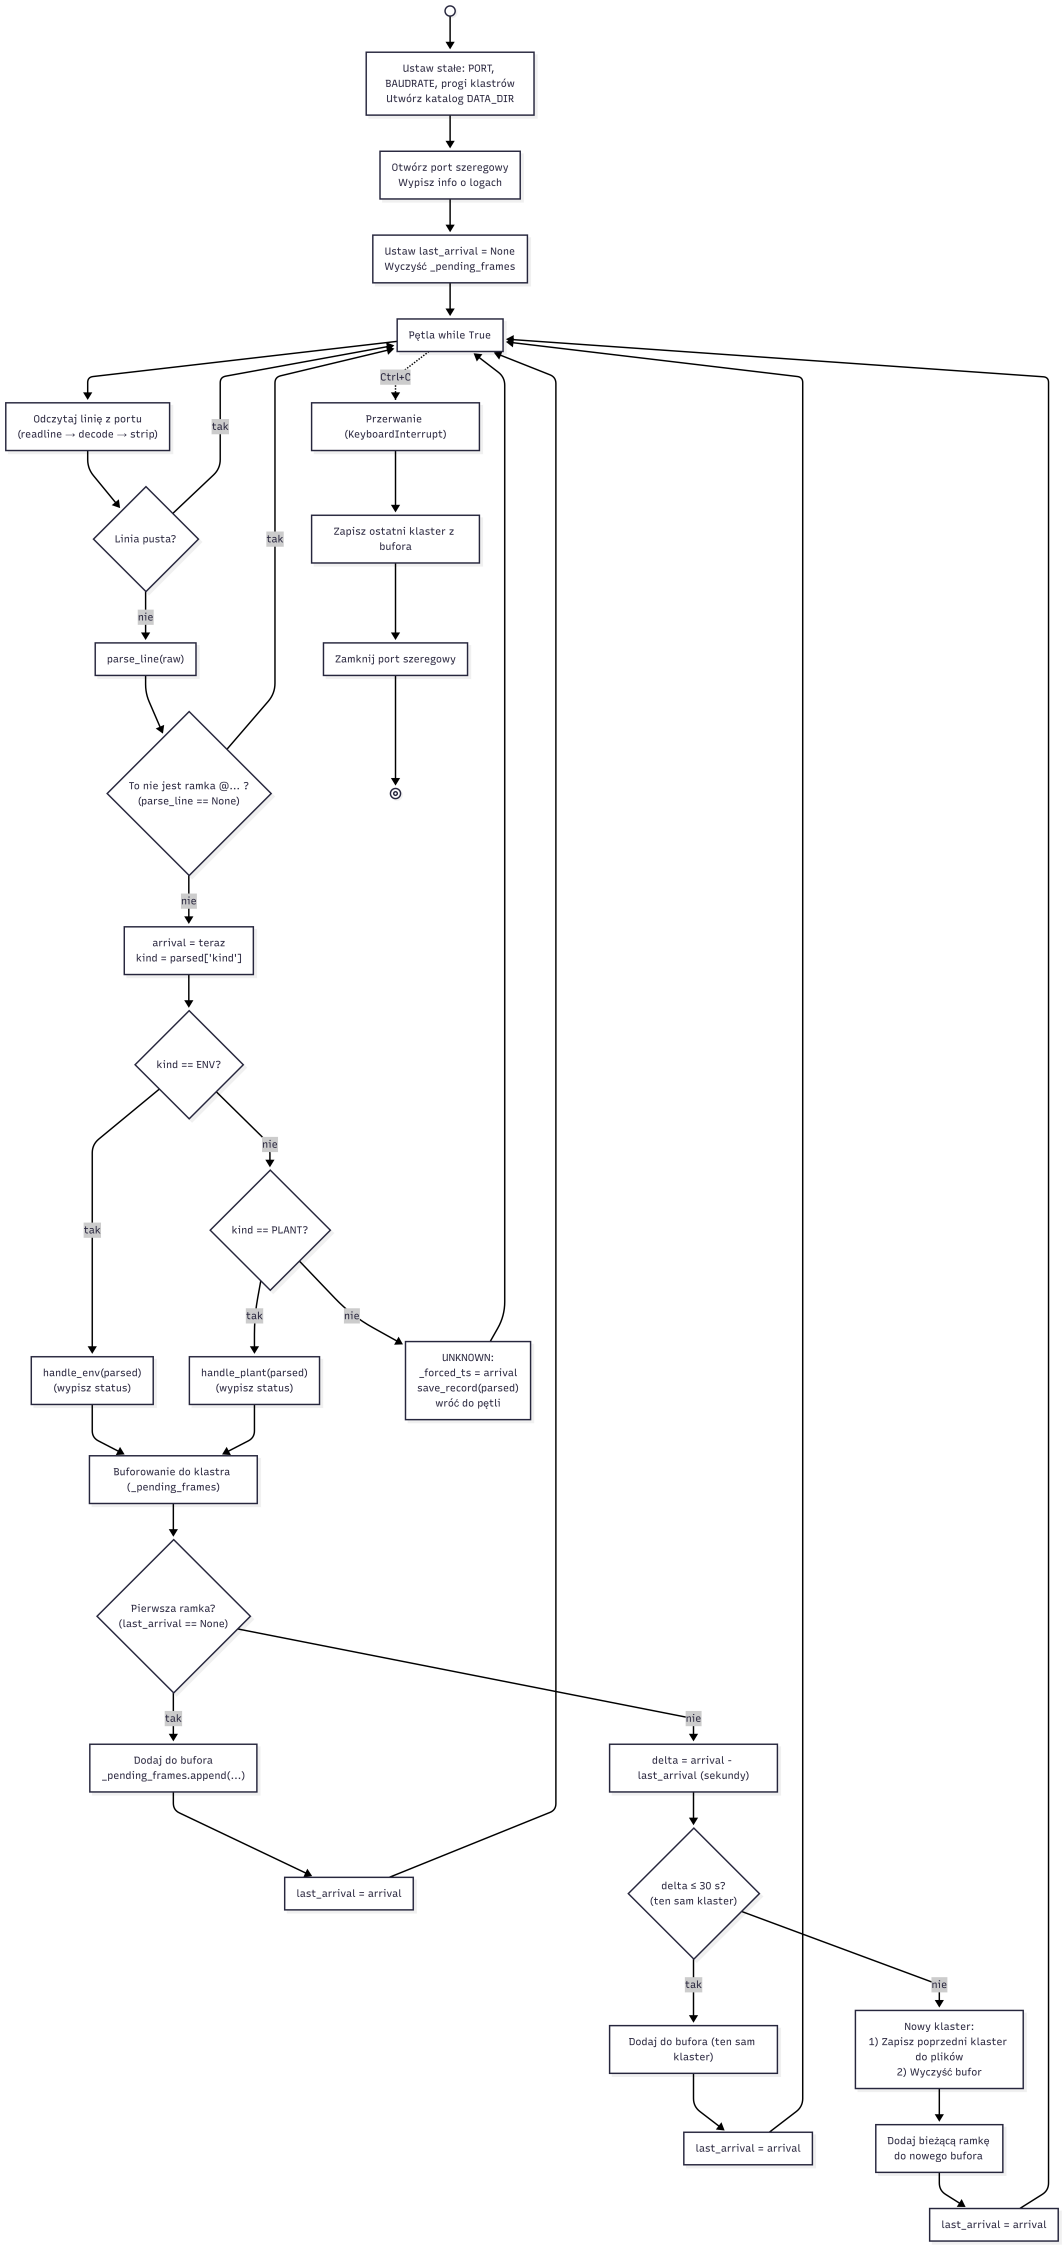 Ustaw stałe: PORT,
BAUDRATE, progi klastrów
Utwórz katalog DATA_DIR
Otwórz port szeregowy
Wypisz info o logach
Ustaw last_arrival = None
Wyczyść _pending_frames
Pętla while True
Ctrl+C
Odczytaj linię z portu
(readline → decode → strip)
tak
Przerwanie
(KeyboardInterrupt)
Linia pusta?
tak
Zapisz ostatni klaster z
bufora
nie
parse_line(raw)
Zamknij port szeregowy
To nie jest ramka @... ?
(parse_line == None)
nie
arrival = teraz
kind = parsed['kind']
kind == ENV?
nie
tak
kind == PLANT?
tak
nie
handle_env(parsed)
(wypisz status)
handle_plant(parsed)
(wypisz status)
UNKNOWN:
_forced_ts = arrival
save_record(parsed)
wróć do pętli
Buforowanie do klastra
(_pending_frames)
Pierwsza ramka?
(last_arrival == None)
tak
nie
Dodaj do bufora
_pending_frames.append(...)
delta = arrival -
last_arrival (sekundy)
last_arrival = arrival
delta ≤ 30 s?
(ten sam klaster)
tak
nie
Dodaj do bufora (ten sam
klaster)
Nowy klaster:
1) Zapisz poprzedni klaster
do plików
2) Wyczyść bufor
last_arrival = arrival
Dodaj bieżącą ramkę
do nowego bufora
last_arrival = arrival